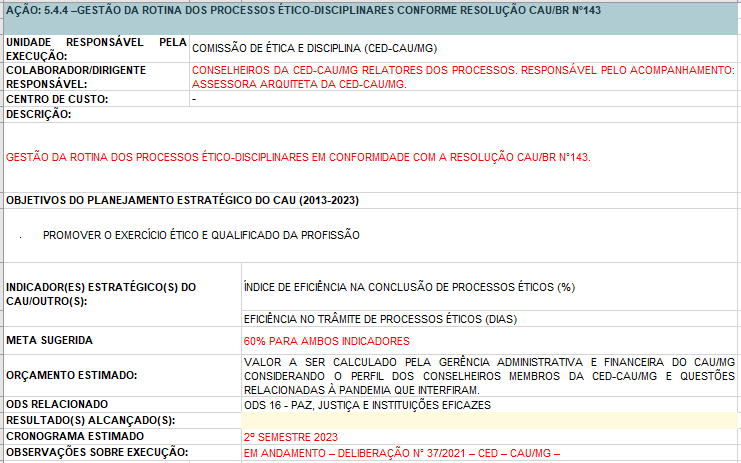 AÇÃO: 5.4.4 –GESTÃO DA ROTINA DOS PROCESSOS ÉTICO-DISCIPLINARES CONFORME RESOLUÇÃO CAU/BR N°143
UNIDADE RESPONSÁVEL PELA
EXECUÇÃO:
COMISSÃO DE ÉTICA E DISCIPLINA (CED-CAU/MG)
COLABORADOR/DIRIGENTE
RESPONSÁVEL:
CONSELHEIROS DA CED-CAU/MG RELATORES DOS PROCESSOS. RESPONSÁVEL PELO ACOMPANHAMENTO:
ASSESSORA ARQUITETA DA CED-CAU/MG.
CENTRO DE CUSTO:
-
DESCRIÇÃO:
GESTÃO DA ROTINA DOS PROCESSOS ÉTICO-DISCIPLINARES EM CONFORMIDADE COM A RESOLUÇÃO CAU/BR N°143.
OBJETIVOS DO PLANEJAMENTO ESTRATÉGICO DO CAU (2013-2023)
· PROMOVER O EXERCÍCIO ÉTICO E QUALIFICADO DA PROFISSÃO
INDICADOR(ES) ESTRATÉGICO(S) DO
CAU/OUTRO(S):
ÍNDICE DE EFICIÊNCIA NA CONCLUSÃO DE PROCESSOS ÉTICOS (%)
EFICIÊNCIA NO TRÂMITE DE PROCESSOS ÉTICOS (DIAS)
META SUGERIDA
60% PARA AMBOS INDICADORES
ORÇAMENTO ESTIMADO:
VALOR A SER CALCULADO PELA GERÊNCIA ADMINISTRATIVA E FINANCEIRA DO CAU/MG
CONSIDERANDO O PERFIL DOS CONSELHEIROS MEMBROS DA CED-CAU/MG E QUESTÕES
RELACIONADAS À PANDEMIA QUE INTERFIRAM.
ODS RELACIONADO
ODS 16 - PAZ, JUSTIÇA E INSTITUIÇÕES EFICAZES
RESULTADO(S) ALCANÇADO(S):
CRONOGRAMA ESTIMADO
2º SEMESTRE 2023
OBSERVAÇÕES SOBRE EXECUÇÃO:
EM ANDAMENTO – DELIBERAÇÃO N° 37/2021 – CED – CAU/MG –